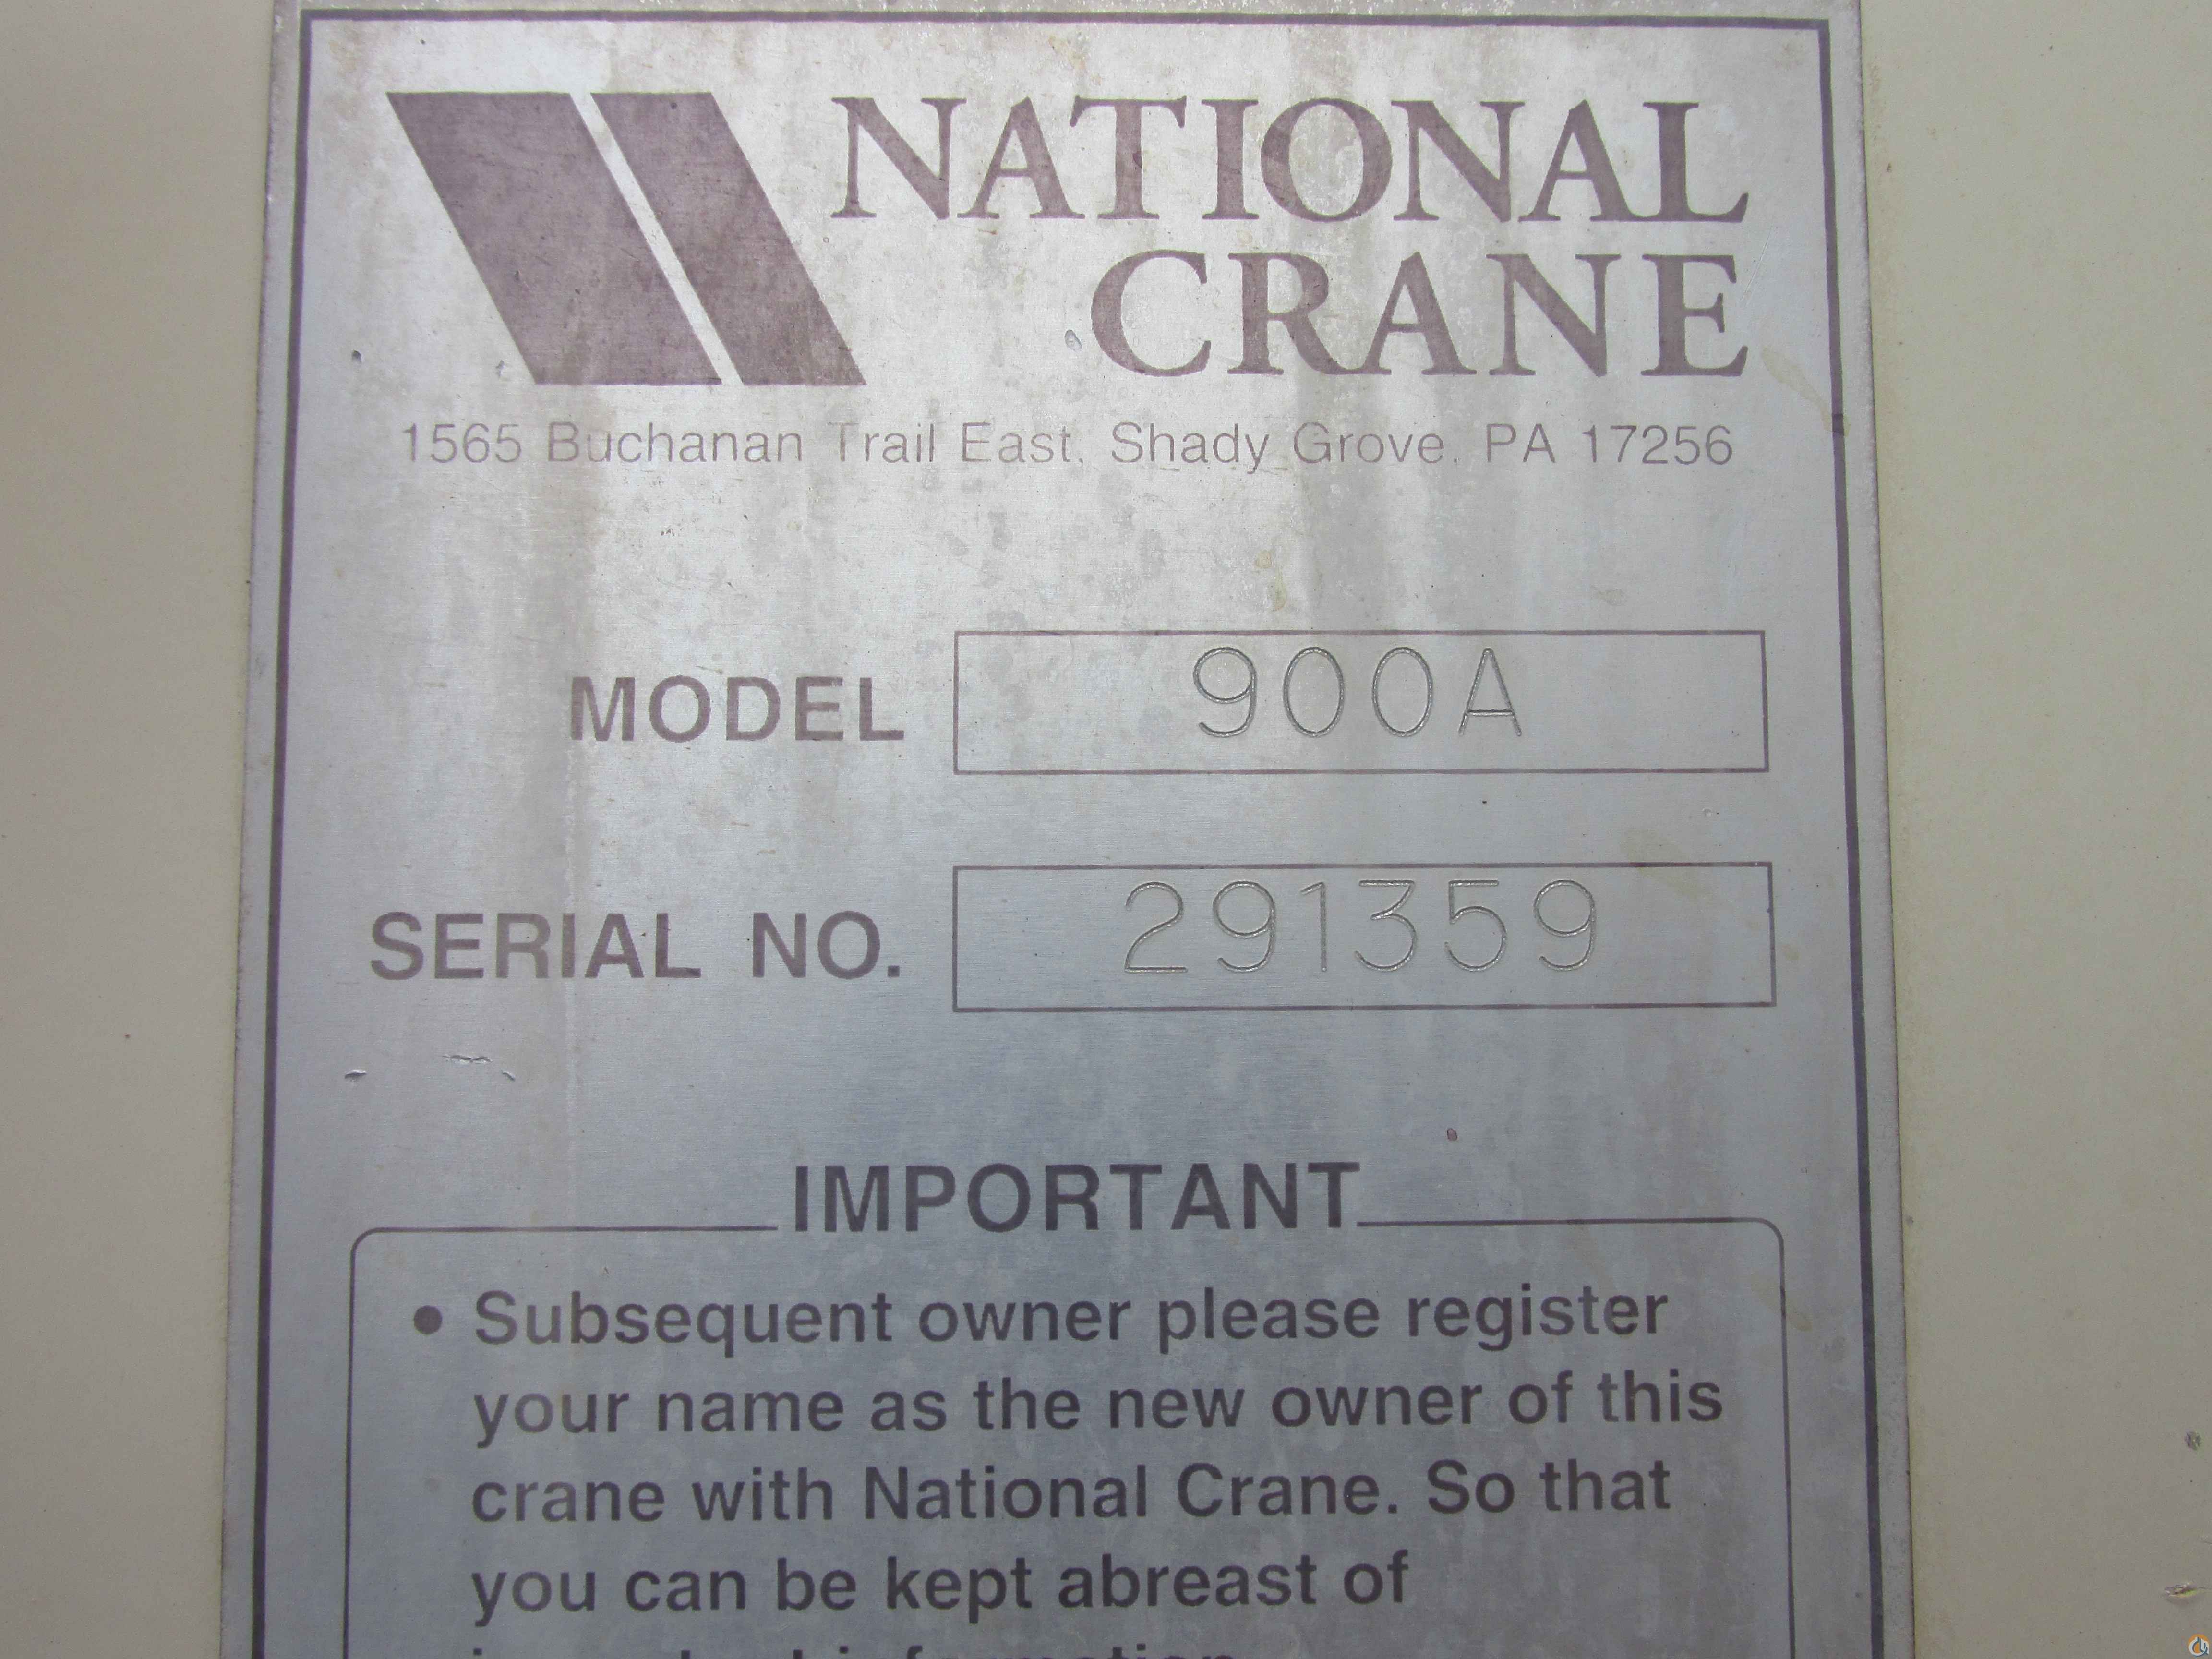 NATIONAL
CRANE
1565 Buchanan Trail East, Shady Grove, PA 17256
MODEL 900A
SERIAL NO. 291359
IMPORTANT
• Subsequent owner please register
your name as the new owner of this
crane with National Crane. So that
you can be kept abreast of
information